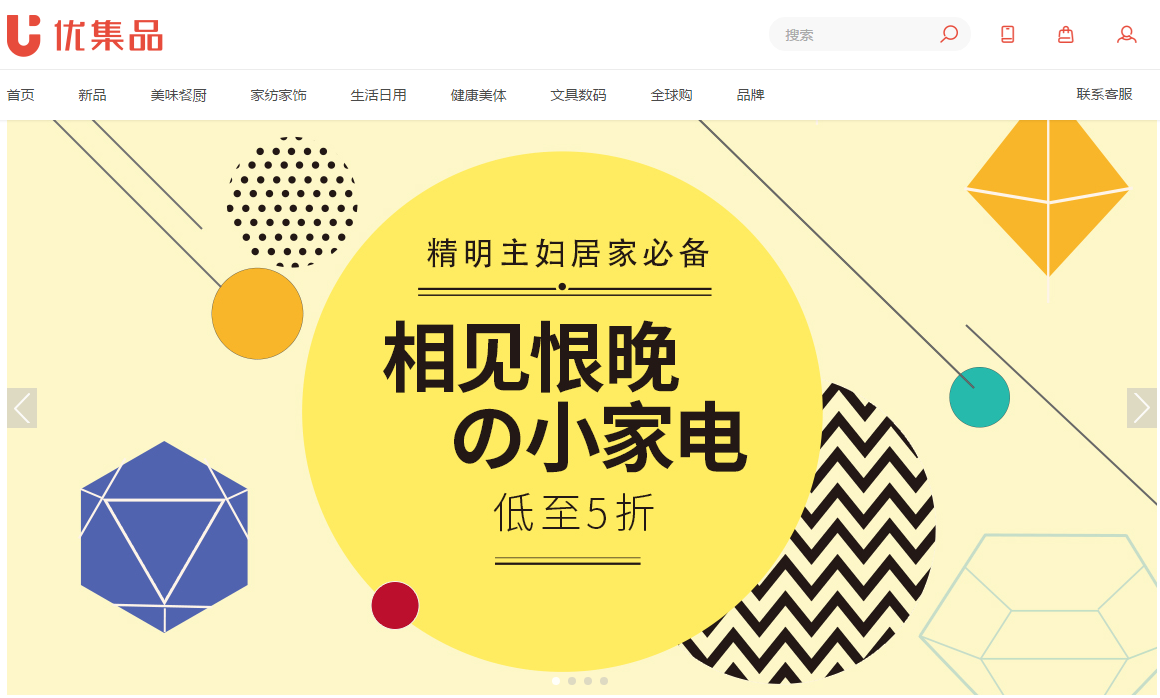 优集品
搜索
首页 新品 美味餐厨 家纺家饰 生活日用 健康美体 文具数码 全球购 品牌 联系客服
精明主妇居家必备
相见恨晚
の小家电
低至5折